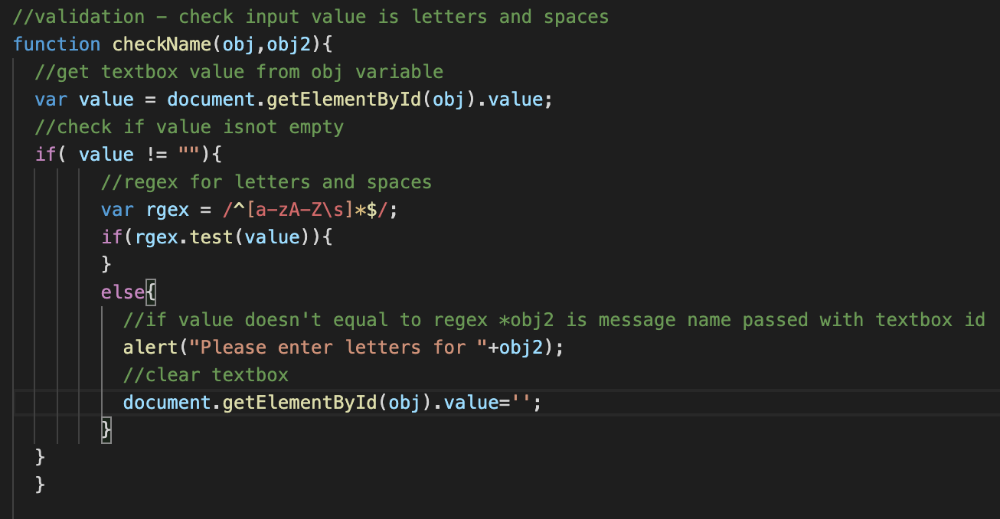 //validation - check input value is letters and spaces
function checkName(obj,obj2){
//get textbox value from obj variable
var value = document.getElementById(obj).value;
//check if value isnot empty
if( value != ""){
//regex for letters and spaces
var rgex = /^[a-zA-Z\s]*$/;
if(rgex.test(value)){
}
else{
//if value doesn't equal to regex *obj2 is message name passed with textbox id
alert("Please enter letters for "+obj2);
//clear textbox
document.getElementById(obj).value='';
}
}
}